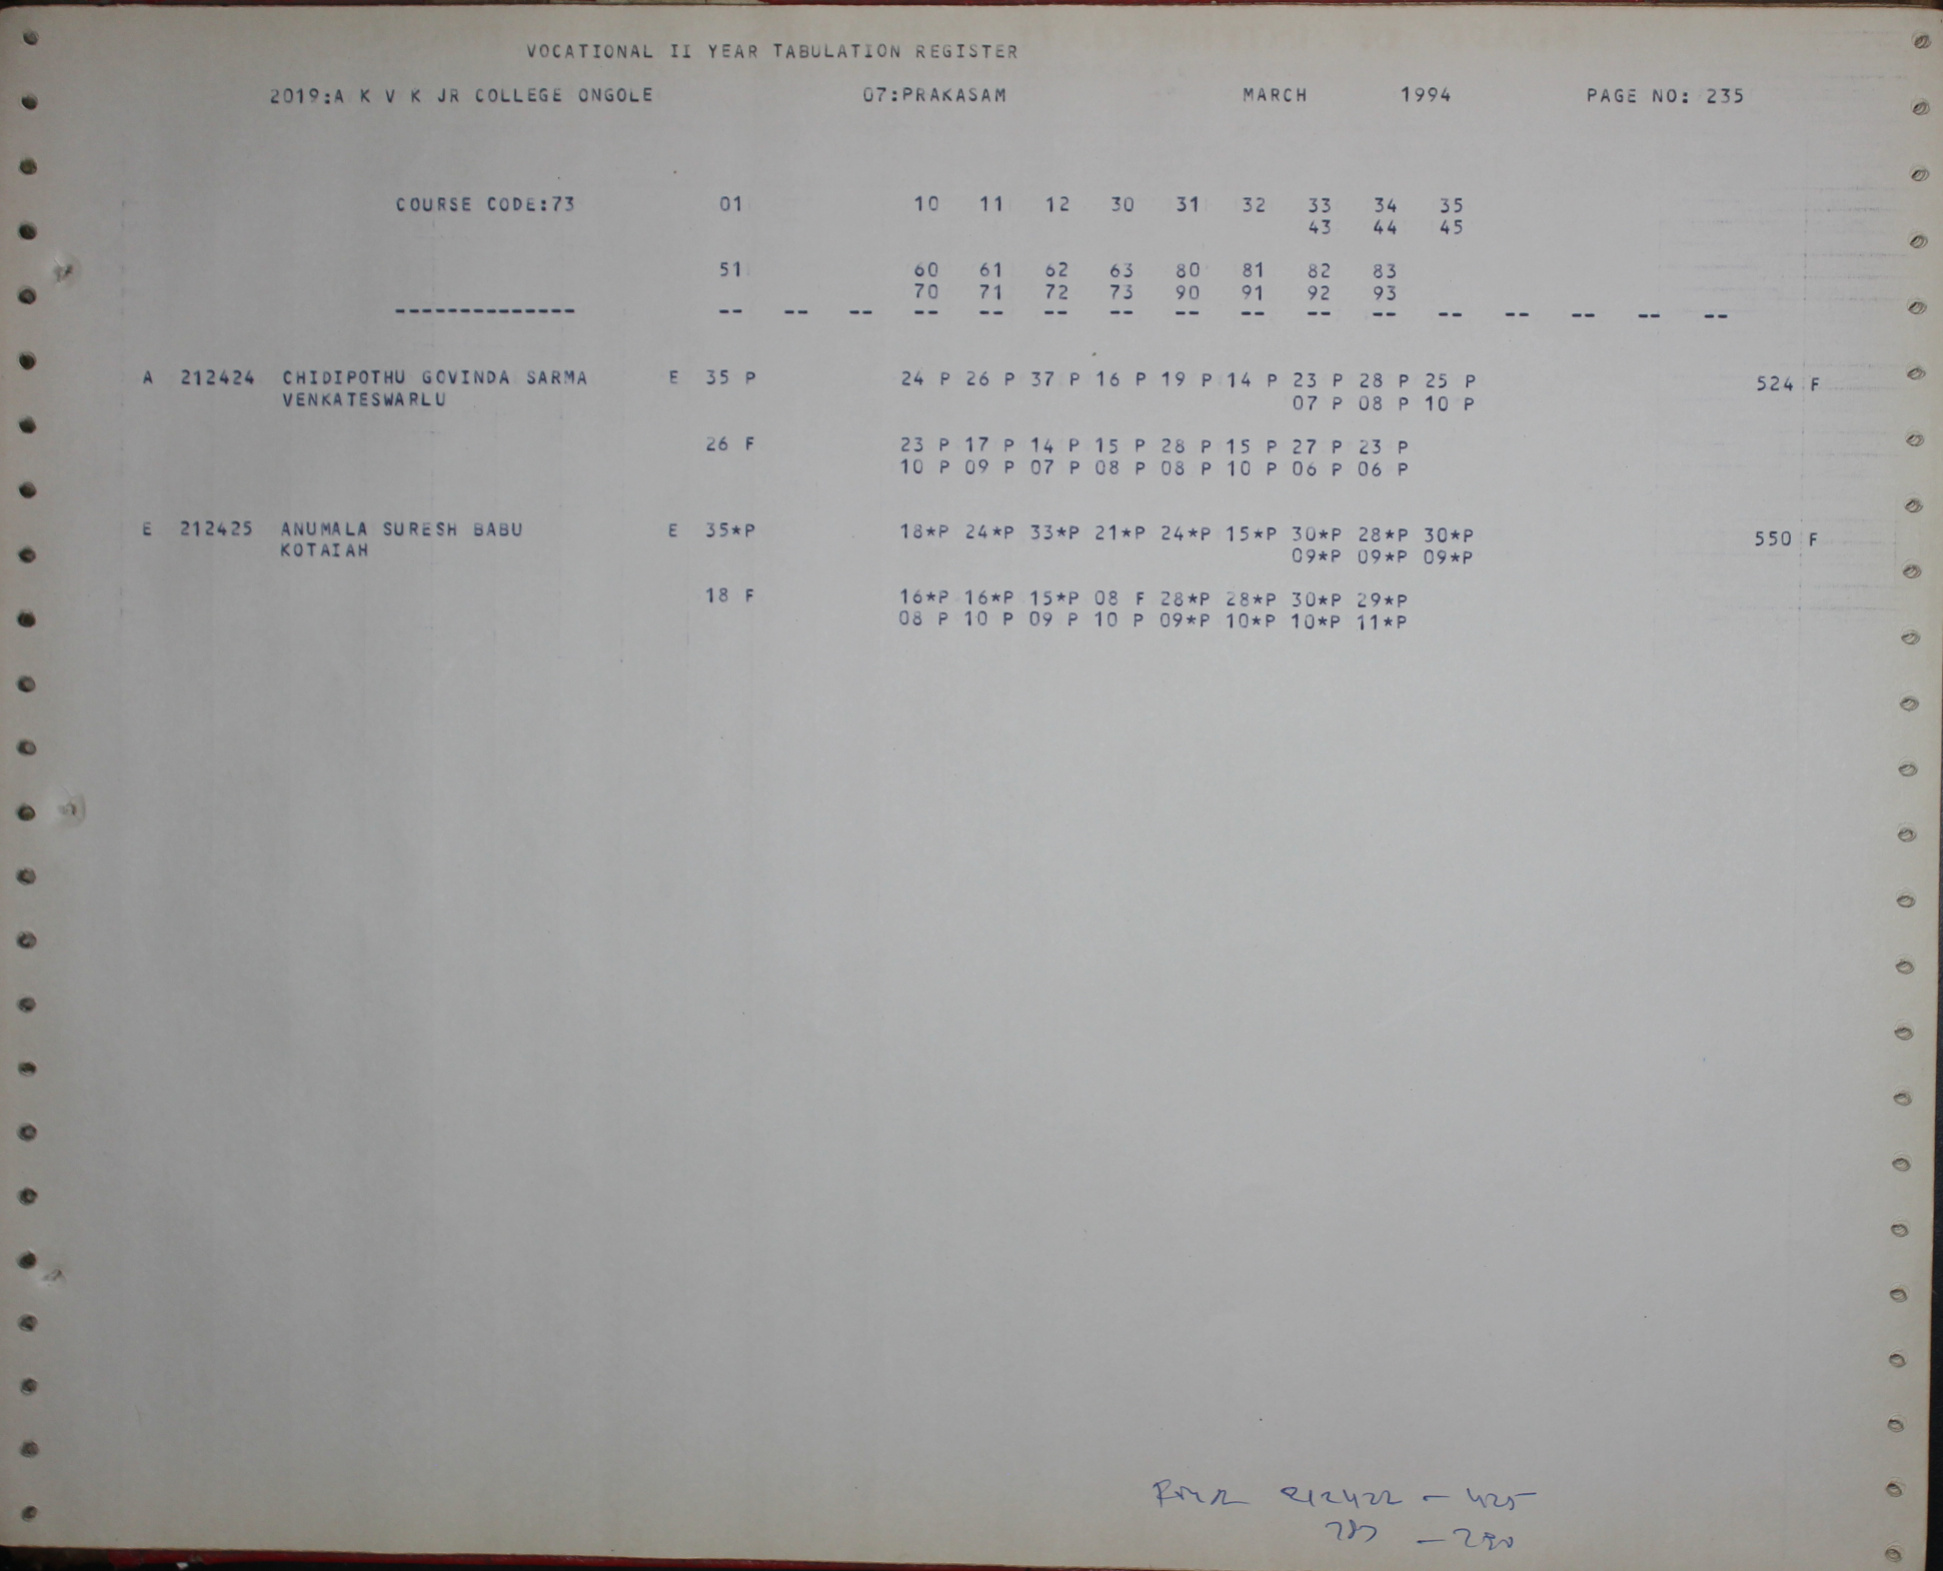 VOCATIONAL II YEAR TABULATION REGISTER
2019:A K V K JR COLLEGE ONGOLE 07:PRAKASAM MARCH 1994 PAGE NO: 235
COURSE CODE:73 01 10 11 12 30 31 32 33 34 35
43 44 45
51 60 61 62 63 80 81 82 83
70 71 72 73 90 91 92 93
-------------- -- -- -- -- -- -- -- -- -- -- -- -- -- -- -- --
A 212424 CHIDIPOTHU GOVINDA SARMA E 35 P 24 P 26 P 37 P 16 P 19 P 14 P 23 P 28 P 25 P 524 F
VENKATESWARLU 07 P 08 P 10 P
26 F 23 P 17 P 14 P 15 P 28 P 15 P 27 P 23 P
10 P 09 P 07 P 08 P 08 P 10 P 06 P 06 P
E 212425 ANUMALA SURESH BABU E 35*P 18*P 24*P 33*P 21*P 24*P 15*P 30*P 28*P 30*P 550 F
KOTAIAH 09*P 09*P 09*P
18 F 16*P 16*P 15*P 08 F 28*P 28*P 30*P 29*P
08 P 10 P 09 P 10 P 09*P 10*P 10*P 11*P
212422 - 425